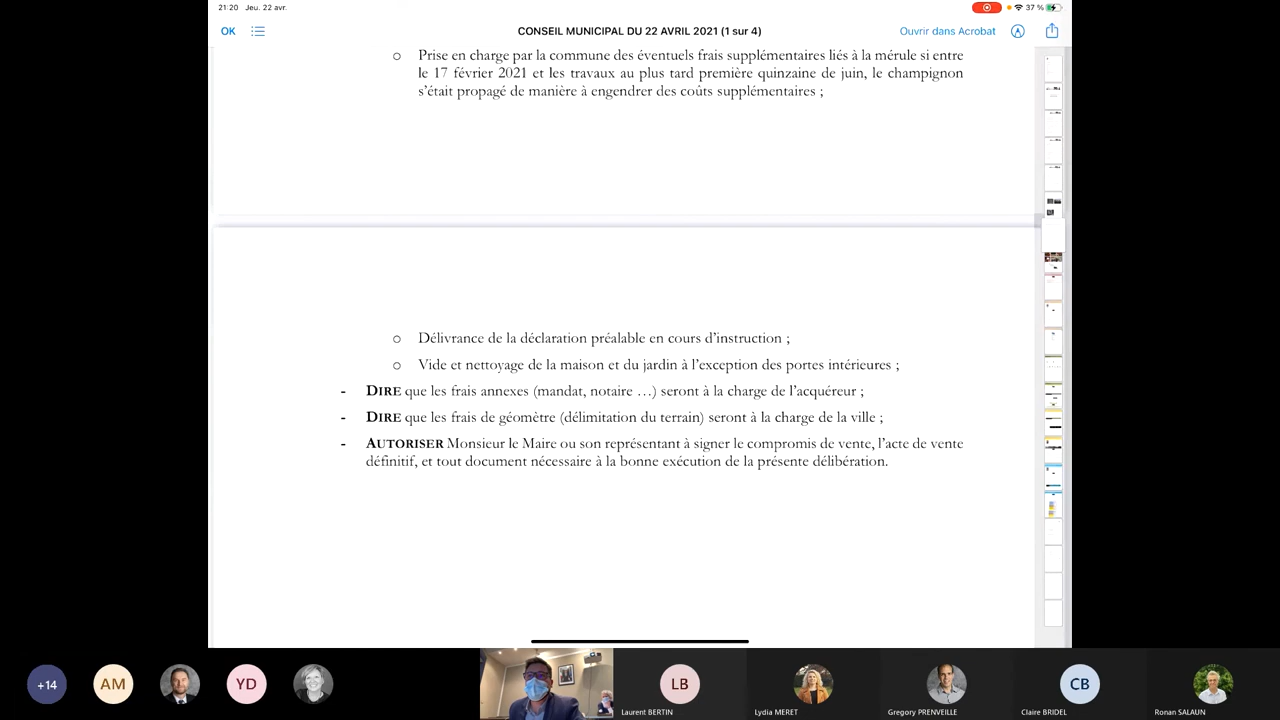 21:20 Jeu. 22 avr.
37 %
OK
CONSEIL MUNICIPAL DU 22 AVRIL 2021 (1 sur 4)
Ouvrir dans Acrobat
o Prise en charge par la commune des éventuels frais supplémentaires liés à la mérule si entre
le 17 février 2021 et les travaux au plus tard première quinzaine de juin, le champignon
s'était propagé de manière à engendrer des coûts supplémentaires ;
o Délivrance de la déclaration préalable en cours d'instruction ;
o Vide et nettoyage de la maison et du jardin à l'exception des portes intérieures ;
- DIRE que les frais annexes (mandat, notaire …) seront à la charge de l'acquéreur ;
- DIRE que les frais de géomètre (délimitation du terrain) seront à la charge de la ville ;
- AUTORISER Monsieur le Maire ou son représentant à signer le compromis de vente, l'acte de vente
définitif, et tout document nécessaire à la bonne exécution de la présente délibération.
+14
AM
YD
LB
CB
Laurent BERTIN
Lydia MERET
Gregory PRENVEILLE
Claire BRIDEL
Ronan SALAUN